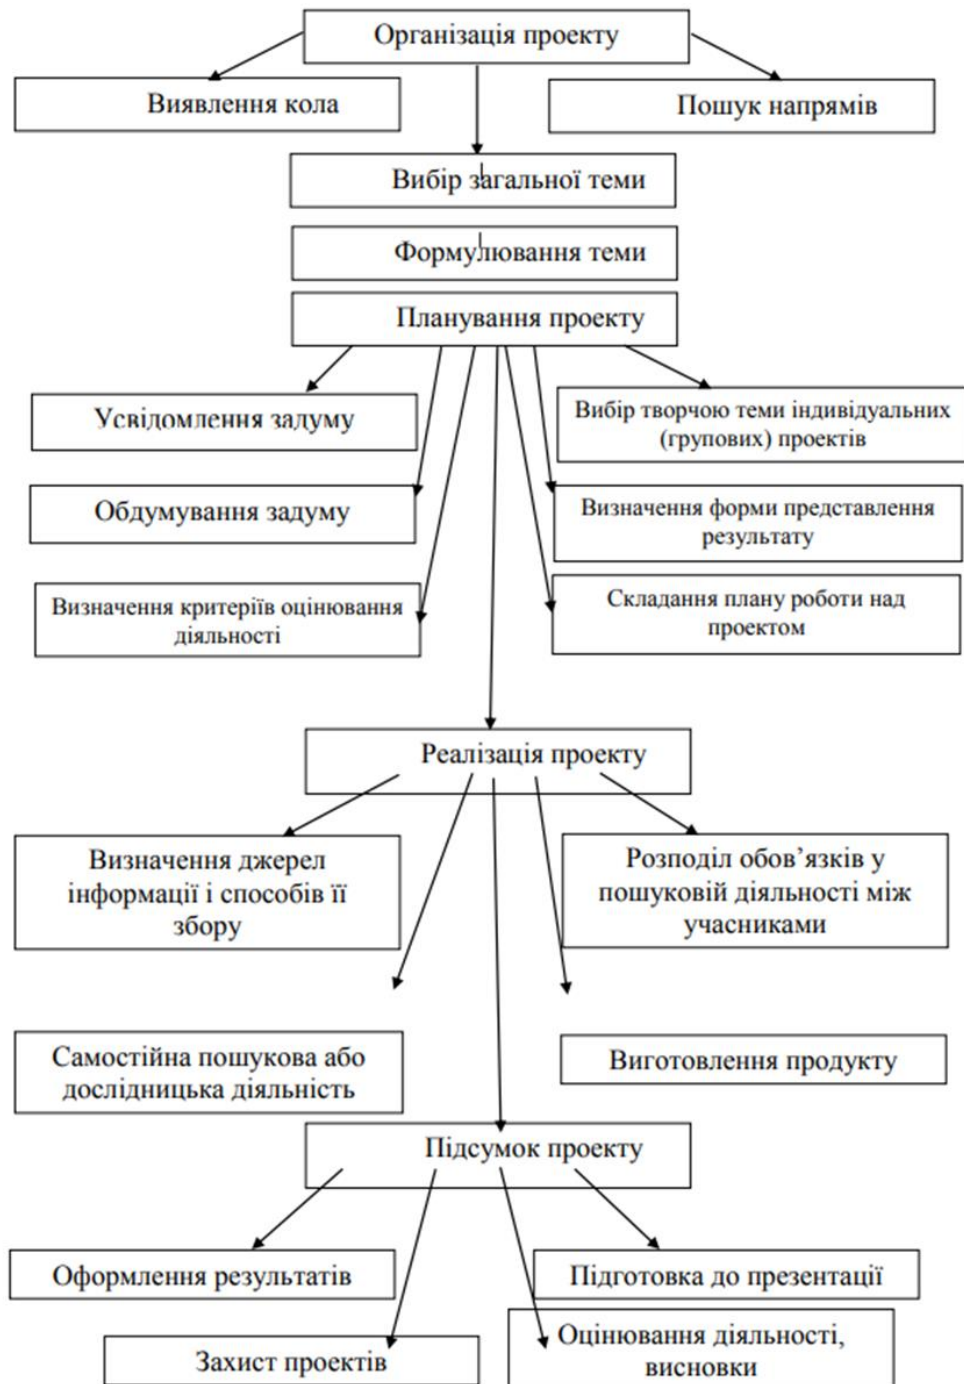 Організація проекту
Виявлення кола
Пошук напрямів
Вибір загальної теми
Формулювання теми
Планування проекту
Усвідомлення задуму
Вибір творчою теми індивідуальних
(групових) проектів
Обдумування задуму
Визначення форми представлення
результату
Визначення критеріїв оцінювання
діяльності
Складання плану роботи над
проектом
Реалізація проекту
Визначення джерел
інформації і способів її
збору
Розподіл обов’язків у
пошуковій діяльності між
учасниками
Самостійна пошукова або
дослідницька діяльність
Виготовлення продукту
Підсумок проекту
Оформлення результатів
Підготовка до презентації
Захист проектів
Оцінювання діяльності,
висновки